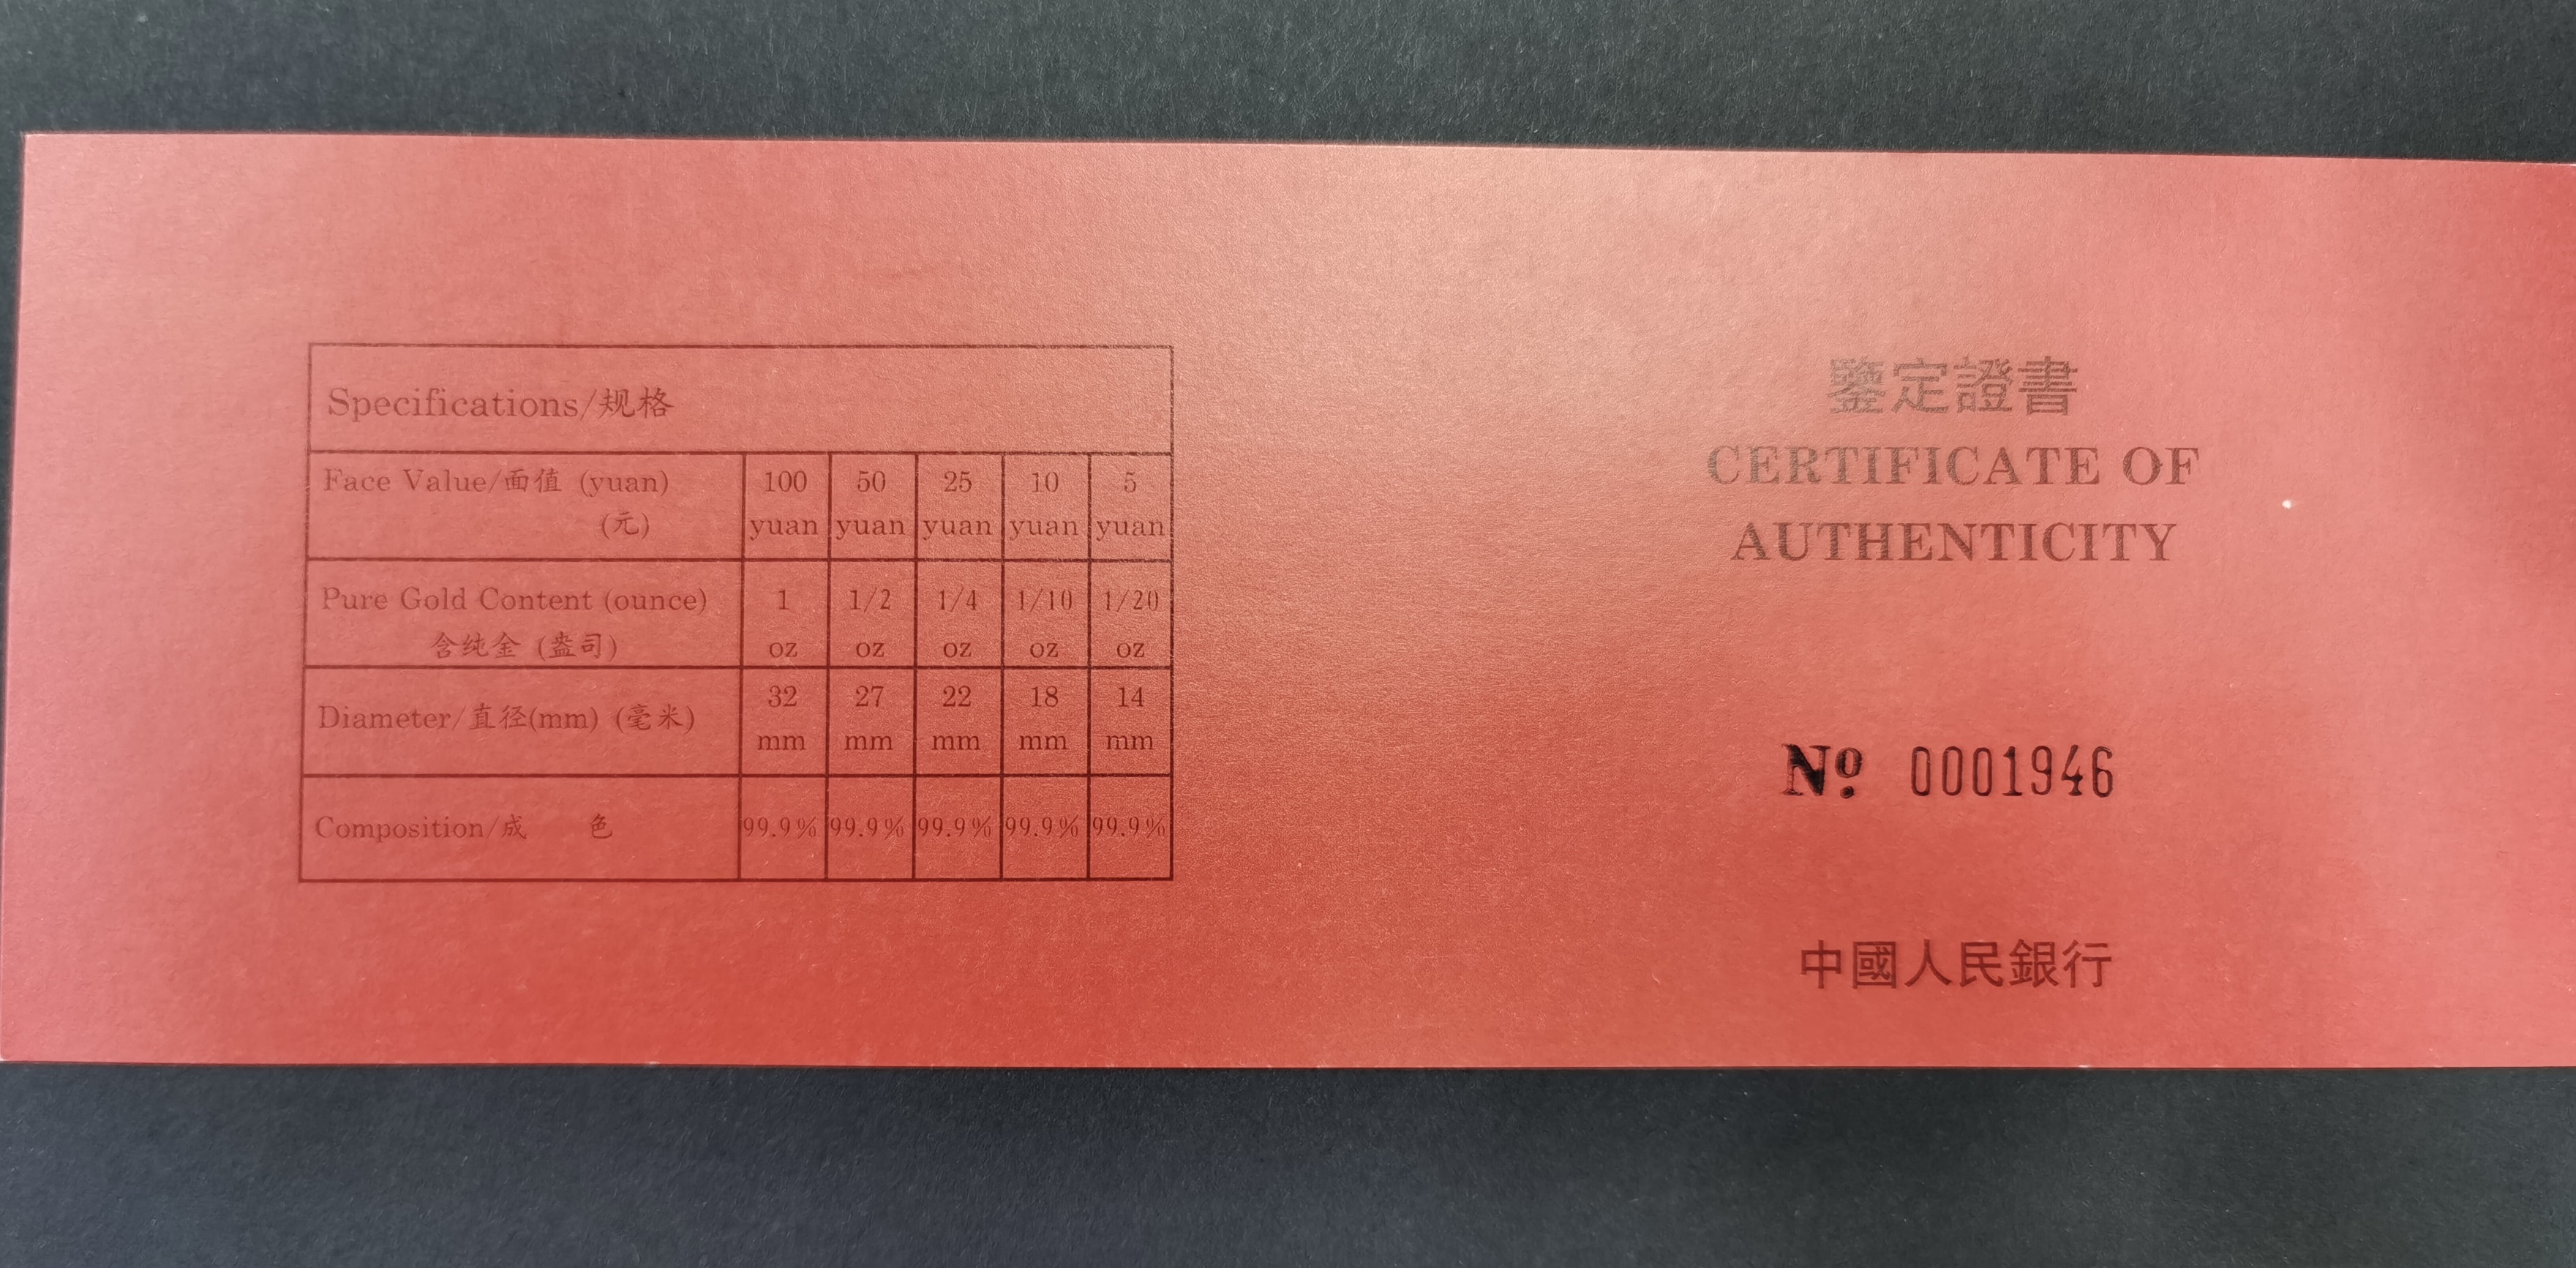 Specifications/规格
Face Value/面值 (yuan) 100 50 25 10 5
(元) yuan yuan yuan yuan yuan
Pure Gold Content (ounce) 1 1/2 1/4 1/10 1/20
含纯金 (盎司) oz oz oz oz oz
Diameter/直径(mm) (毫米) 32 27 22 18 14
mm mm mm mm mm
Composition/成 色 99.9% 99.9% 99.9% 99.9% 99.9%
鑒定證書
CERTIFICATE OF
AUTHENTICITY
Nº 0001946
中國人民銀行